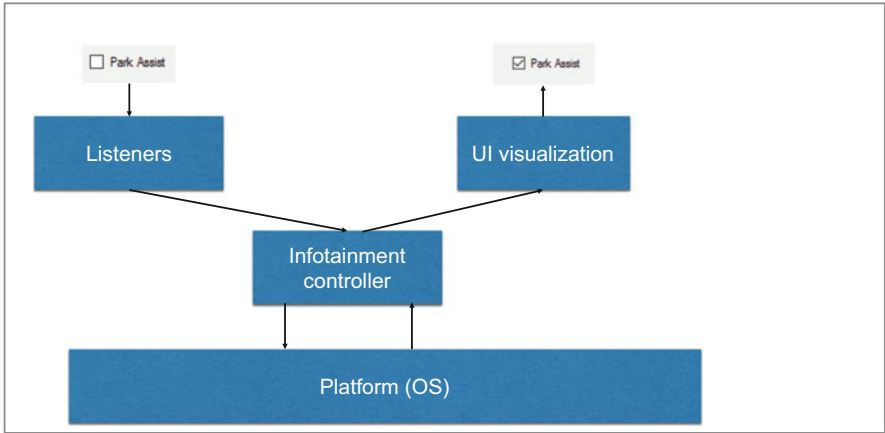 Park Assist
Park Assist
Listeners
UI visualization
Infotainment
controller
Platform (OS)